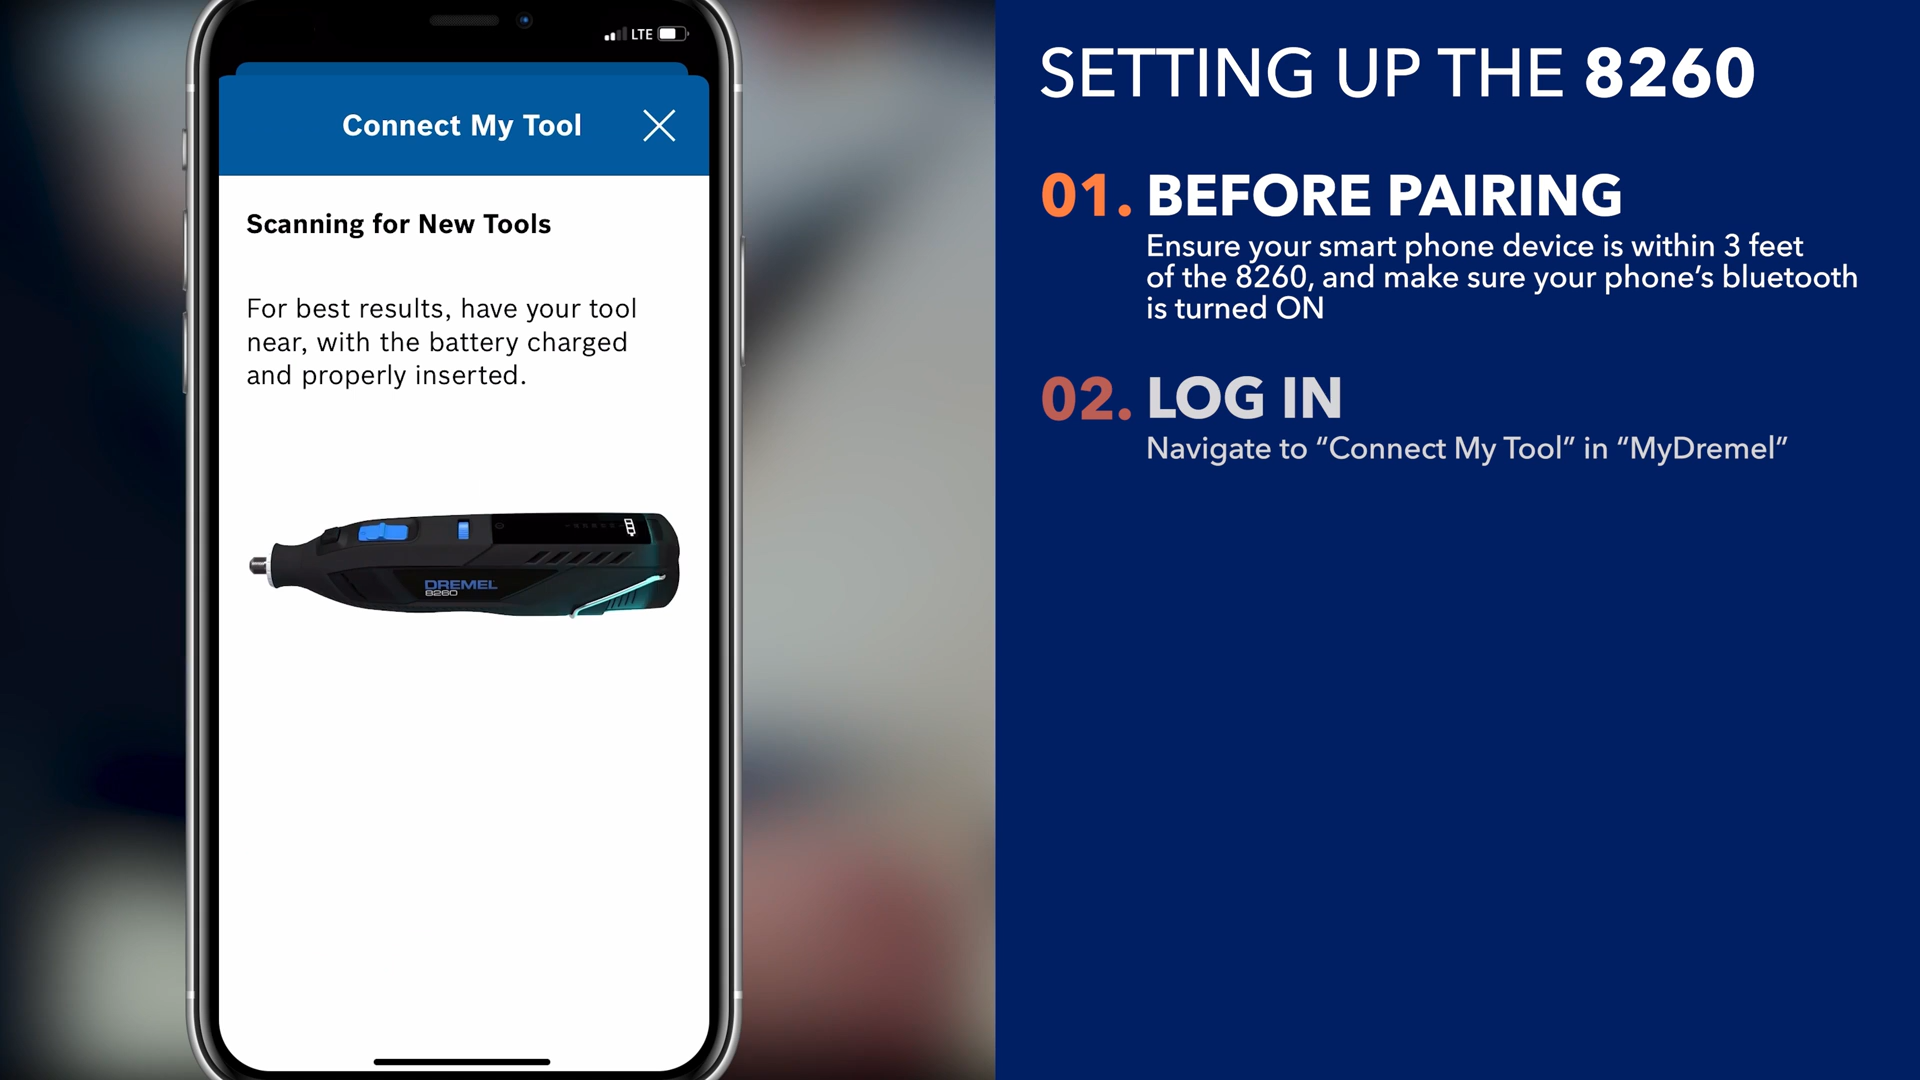 LTE
Connect My Tool
Scanning for New Tools
For best results, have your tool
near, with the battery charged
and properly inserted.
DREMEL
8260
SETTING UP THE 8260
01. BEFORE PAIRING
Ensure your smart phone device is within 3 feet
of the 8260, and make sure your phone's bluetooth
is turned ON
02. LOG IN
Navigate to “Connect My Tool” in “MyDremel”